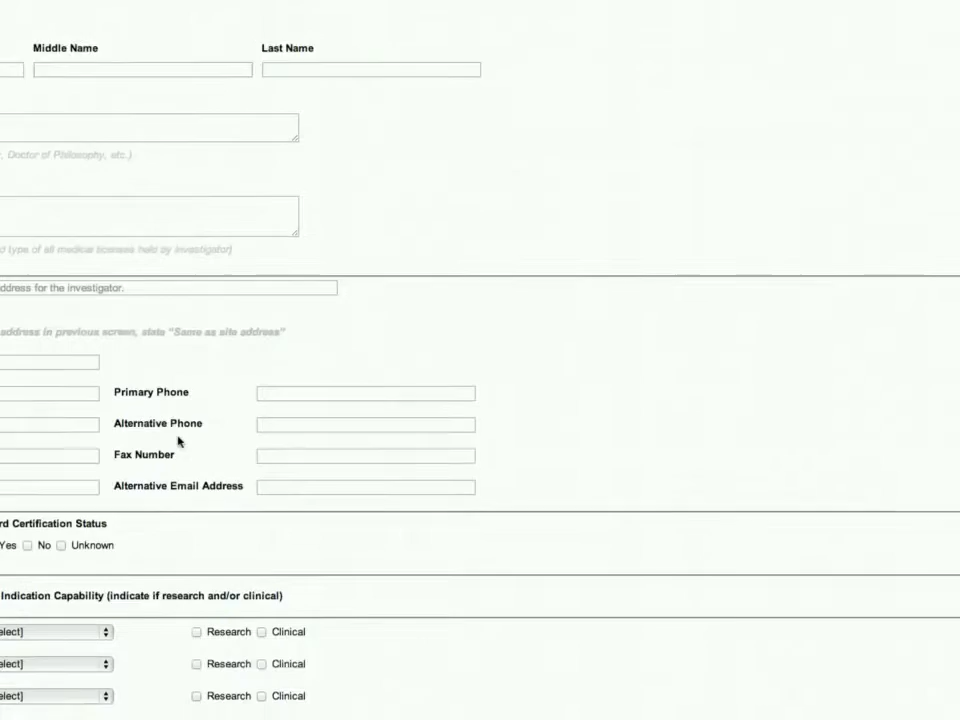 Middle Name Last Name
, Doctor of Philosophy, etc.)
d type of all medical licenses held by investigator)
ddress for the investigator.
address in previous screen, state "Same as site address"
Primary Phone
Alternative Phone
Fax Number
Alternative Email Address
rd Certification Status
Yes No Unknown
Indication Capability (indicate if research and/or clinical)
elect] Research Clinical
elect] Research Clinical
elect] Research Clinical